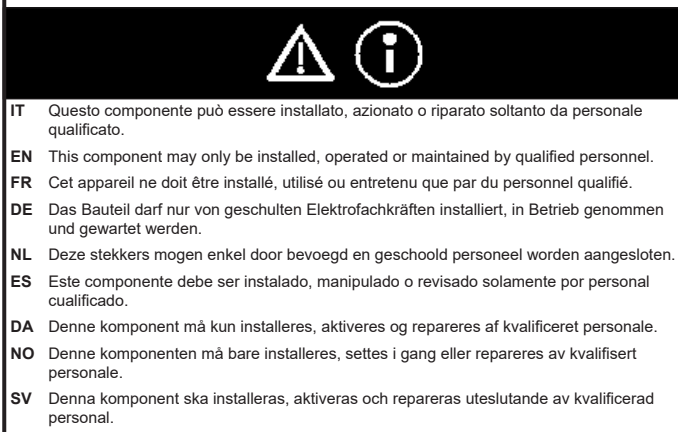 IT Questo componente può essere installato, azionato o riparato soltanto da personale
qualificato.
EN This component may only be installed, operated or maintained by qualified personnel.
FR Cet appareil ne doit être installé, utilisé ou entretenu que par du personnel qualifié.
DE Das Bauteil darf nur von geschulten Elektrofachkräften installiert, in Betrieb genommen
und gewartet werden.
NL Deze stekkers mogen enkel door bevoegd en geschoold personeel worden aangesloten.
ES Este componente debe ser instalado, manipulado o revisado solamente por personal
cualificado.
DA Denne komponent må kun installeres, aktiveres og repareres af kvalificeret personale.
NO Denne komponenten må bare installeres, settes i gang eller repareres av kvalifisert
personale.
SV Denna komponent ska installeras, aktiveras och repareras uteslutande av kvalificerad
personal.